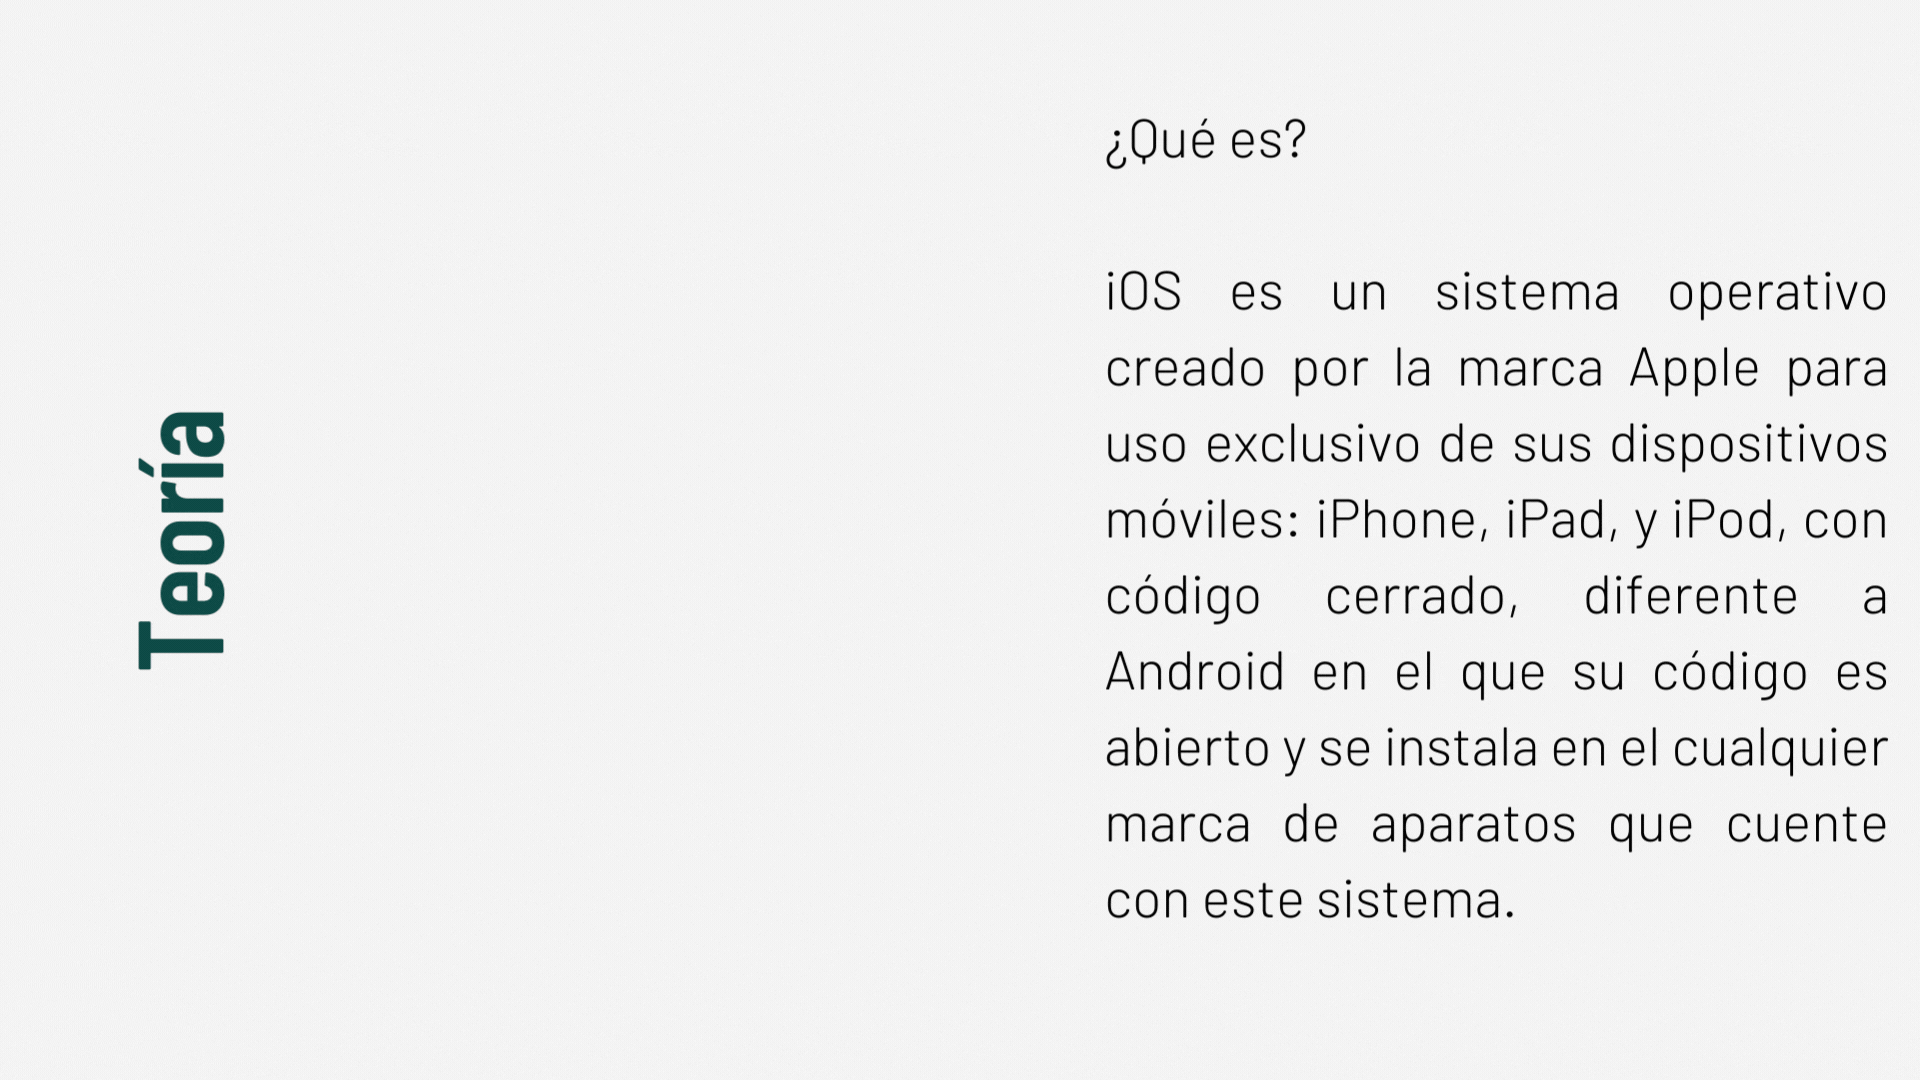 Teoría
¿Qué es?
iOS es un sistema operativo
creado por la marca Apple para
uso exclusivo de sus dispositivos
móviles: iPhone, iPad, y iPod, con
código cerrado, diferente a
Android en el que su código es
abierto y se instala en el cualquier
marca de aparatos que cuente
con este sistema.